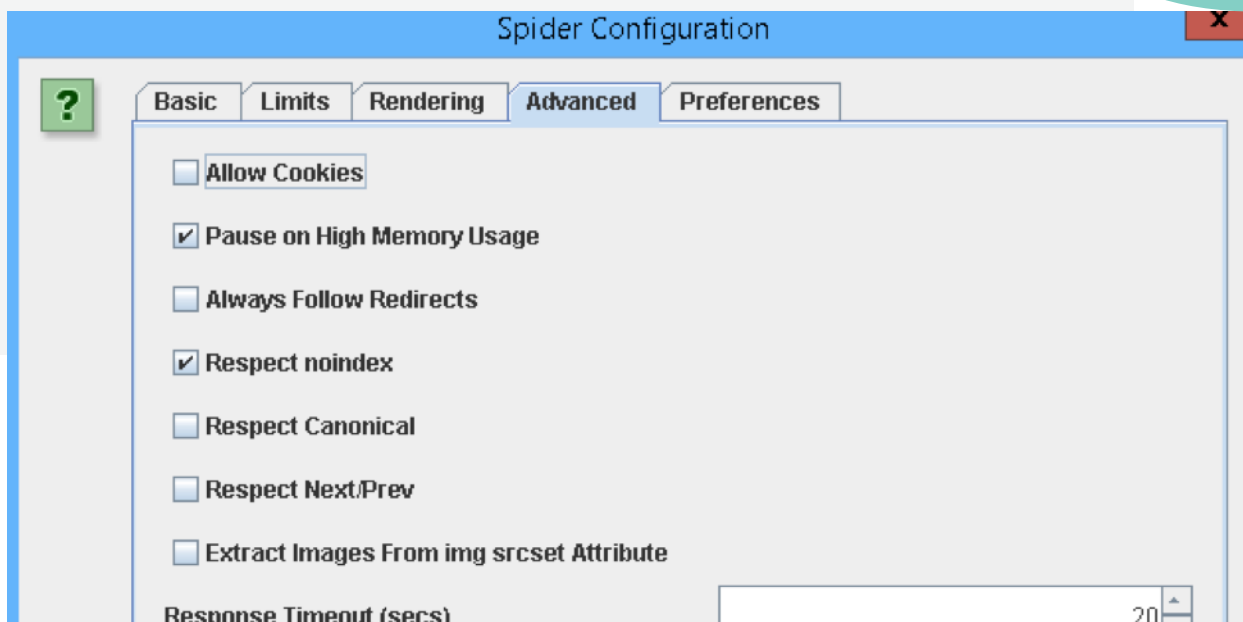 Spider Configuration
x
?
Basic Limits Rendering Advanced Preferences
Allow Cookies
Pause on High Memory Usage
Always Follow Redirects
Respect noindex
Respect Canonical
Respect Next/Prev
Extract Images From img srcset Attribute
Response Timeout (secs) 20